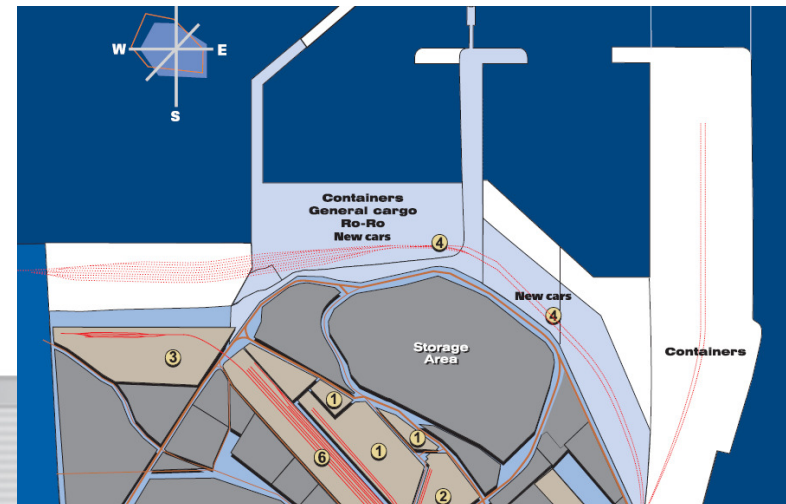 W E
S
Containers
General cargo
Ro-Ro
New cars
4
New cars
4
Storage
Area
Containers
3
1
1
1
6
2